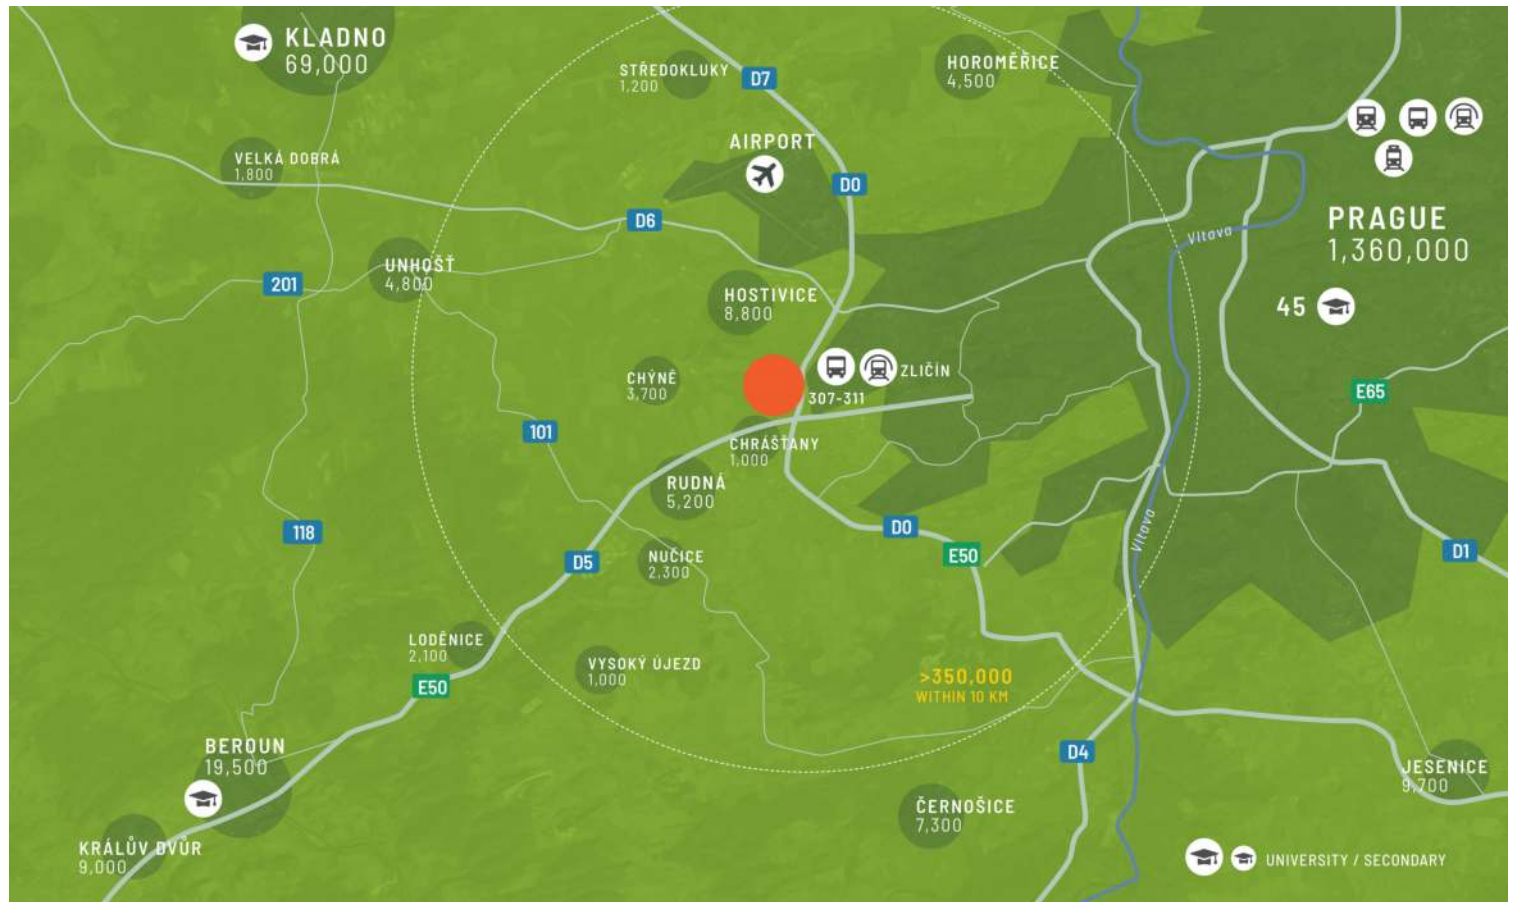 KLADNO
69,000
STŘEDOKLUKY
1,200
D7
HOROMĚŘICE
4,500
AIRPORT
VELKÁ DOBRÁ
1,800
D0
D6
PRAGUE
1,360,000
Vltava
UNHOŠŤ
4,800
201
HOSTIVICE
8,800
45
ZLIČÍN
CHÝNĚ
3,700
307-311
E65
101
CHRÁŠŤANY
1,000
RUDNÁ
5,200
118
D0
Vltava
E50
D1
NUČICE
2,300
D5
LODĚNICE
2,100
VYSOKÝ ÚJEZD
1,000
>350,000
WITHIN 10 KM
E50
BEROUN
19,500
D4
JESENICE
9,700
ČERNOŠICE
7,300
KRÁLŮV DVŮR
9,000
UNIVERSITY / SECONDARY